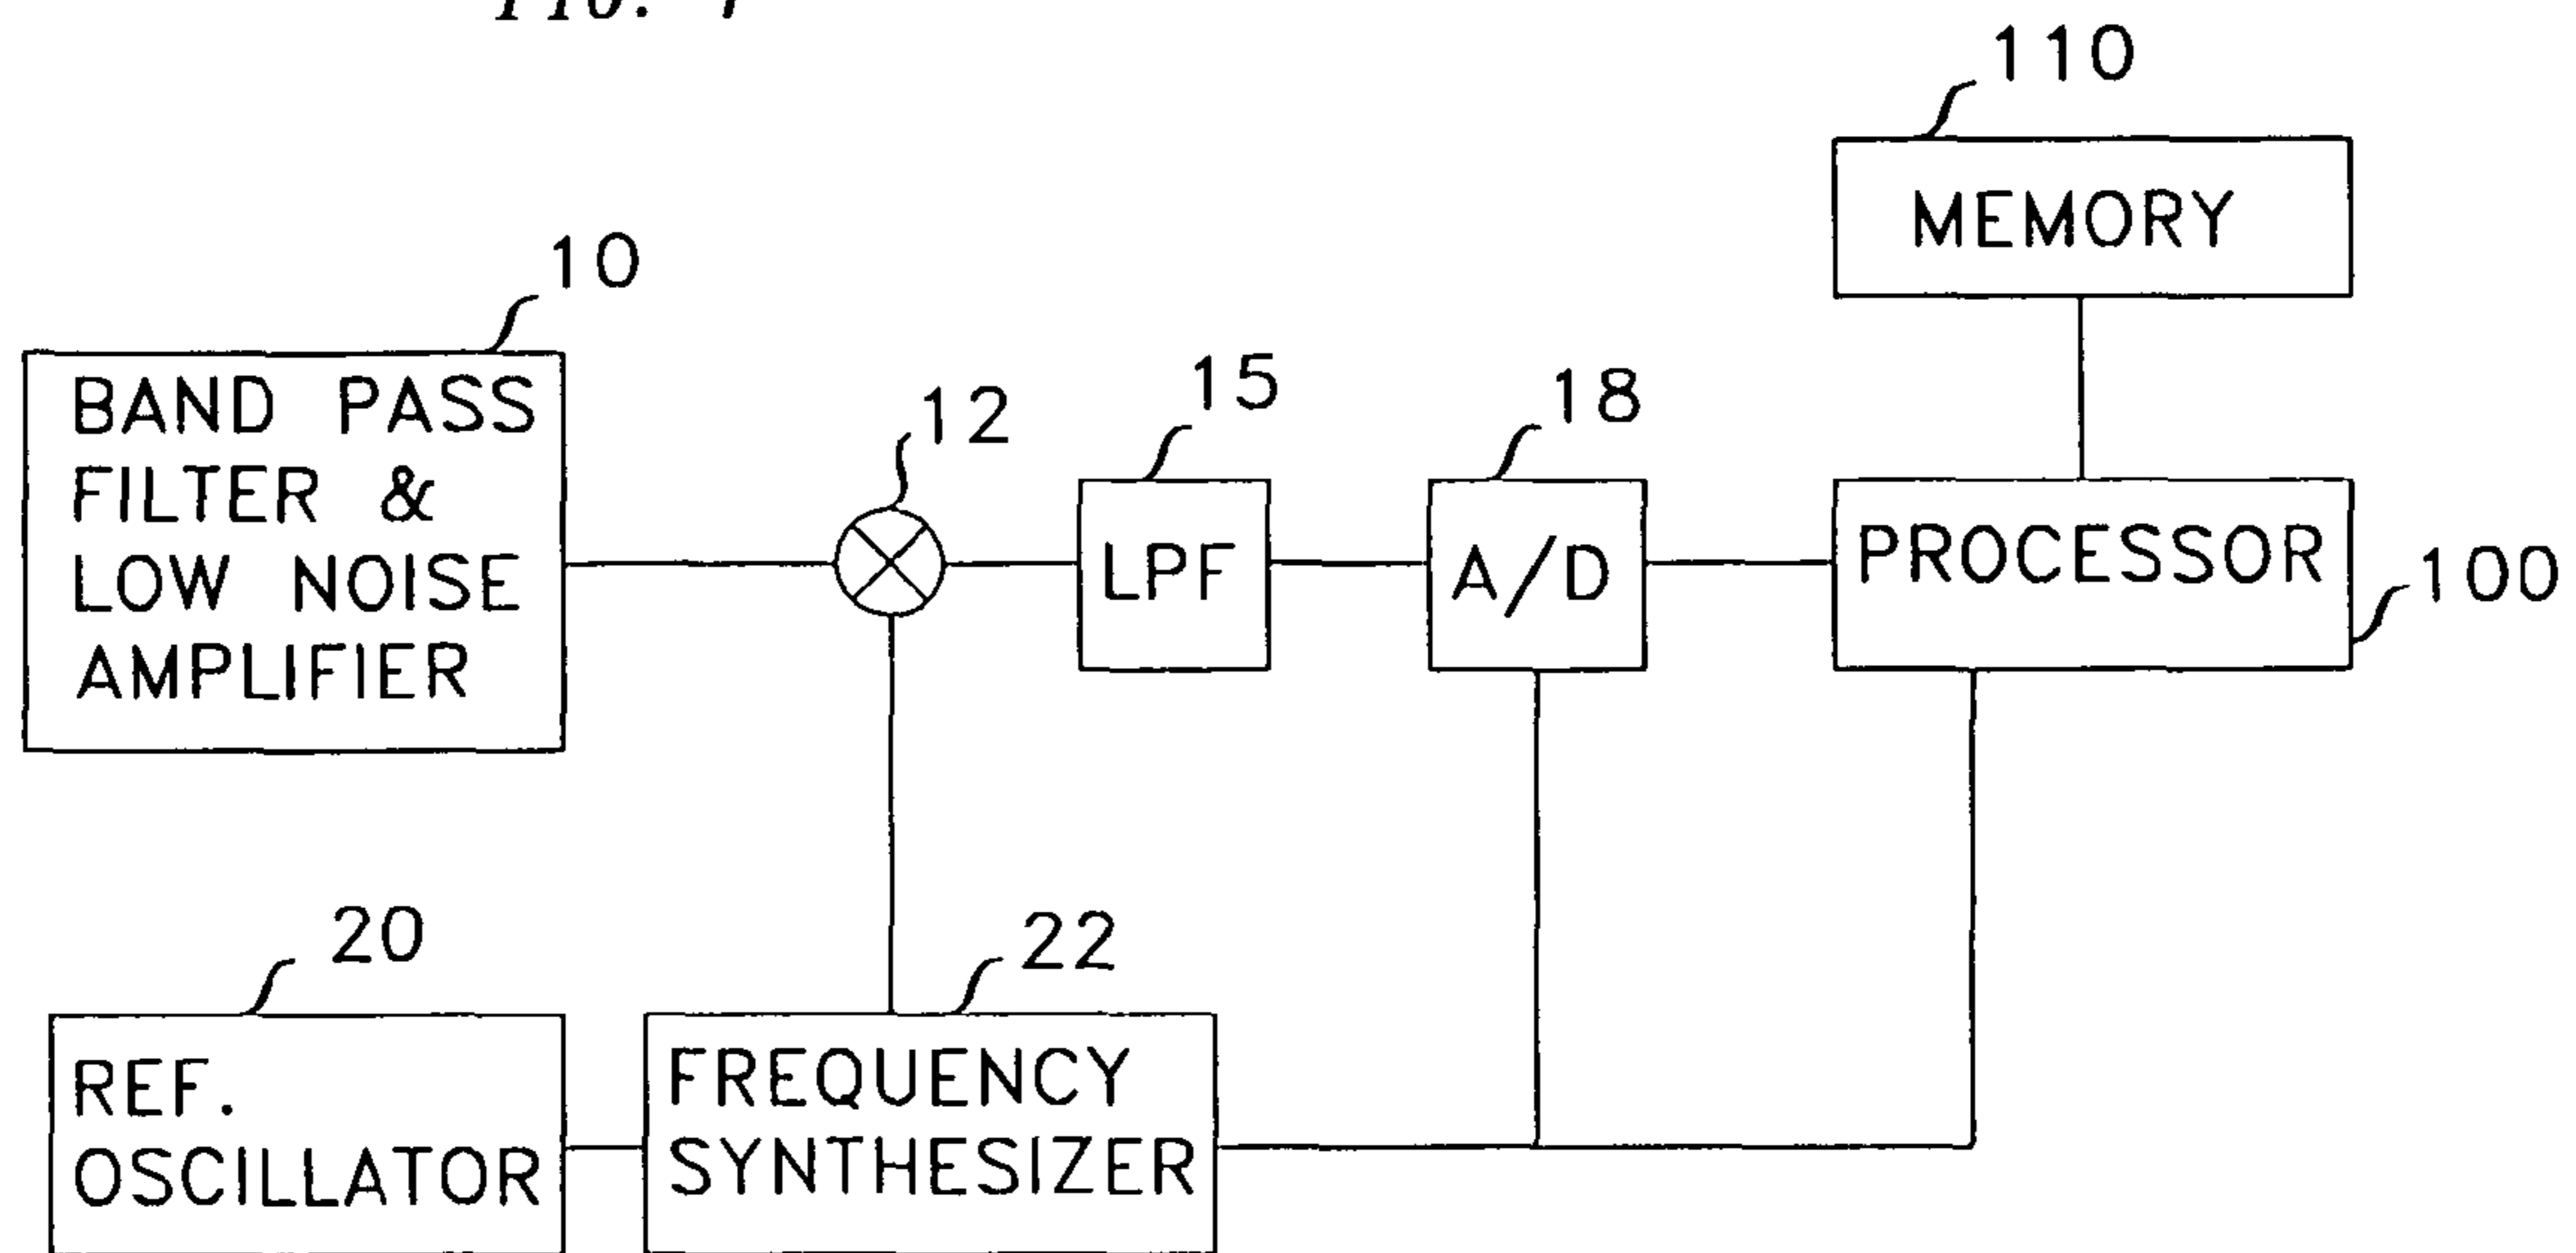 110
MEMORY
10
BAND PASS
FILTER &
LOW NOISE
AMPLIFIER
12
15
LPF
18
A/D
PROCESSOR
100
20
REF.
OSCILLATOR
22
FREQUENCY
SYNTHESIZER